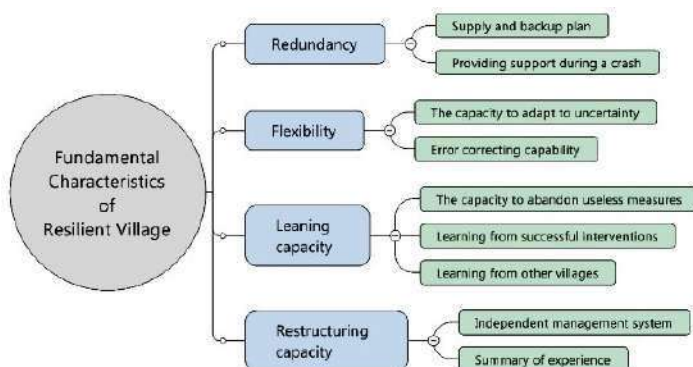 Fundamental
Characteristics
of
Resilient Village
Redundancy
Supply and backup plan
Providing support during a crash
Flexibility
The capacity to adapt to uncertainty
Error correcting capability
Leaning
capacity
The capacity to abandon useless measures
Learning from successful interventions
Learning from other villages
Restructuring
capacity
Independent management system
Summary of experience